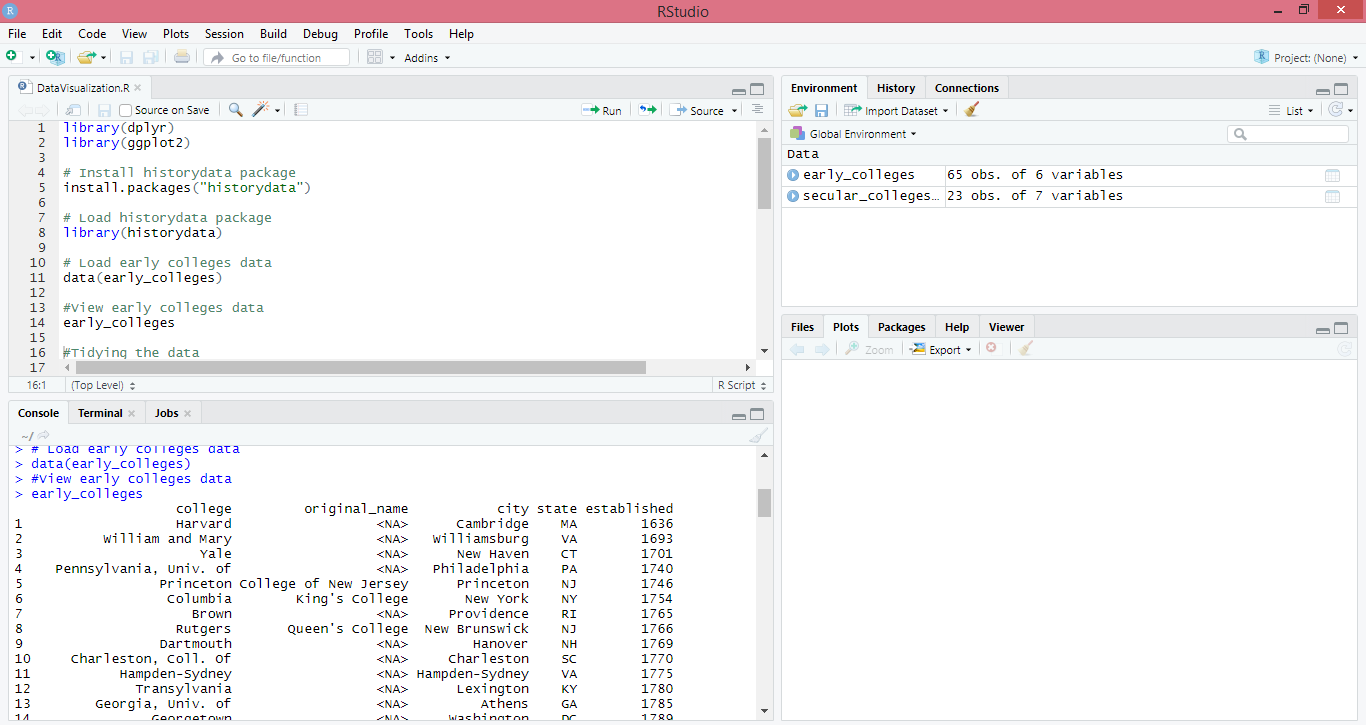 RStudio
File Edit Code View Plots Session Build Debug Profile Tools Help
Go to file/function Addins Project: (None)
DataVisualization.R
Source on Save Run Source
1 library(dplyr)
2 library(ggplot2)
3
4 # Install historydata package
5 install.packages("historydata")
6
7 # Load historydata package
8 library(historydata)
9
10 # Load early colleges data
11 data(early_colleges)
12
13 #View early colleges data
14 early_colleges
15
16 #Tidying the data
17
16:1 (Top Level) R Script
Console Terminal Jobs
~/
> # Load early colleges data
> data(early_colleges)
> #View early colleges data
> early_colleges
college original_name city state established
1 Harvard <NA> Cambridge MA 1636
2 William and Mary <NA> Williamsburg VA 1693
3 Yale <NA> New Haven CT 1701
4 Pennsylvania, Univ. of <NA> Philadelphia PA 1740
5 Princeton College of New Jersey Princeton NJ 1746
6 Columbia King's College New York NY 1754
7 Brown <NA> Providence RI 1765
8 Rutgers Queen's College New Brunswick NJ 1766
9 Dartmouth <NA> Hanover NH 1769
10 Charleston, Coll. Of <NA> Charleston SC 1770
11 Hampden-Sydney <NA> Hampden-Sydney VA 1775
12 Transylvania <NA> Lexington KY 1780
13 Georgia, Univ. of <NA> Athens GA 1785
14 Georgetown <NA> Washington DC 1789
Environment History Connections
Import Dataset List
Global Environment
Data
early_colleges 65 obs. of 6 variables
secular_colleges… 23 obs. of 7 variables
Files Plots Packages Help Viewer
Zoom Export